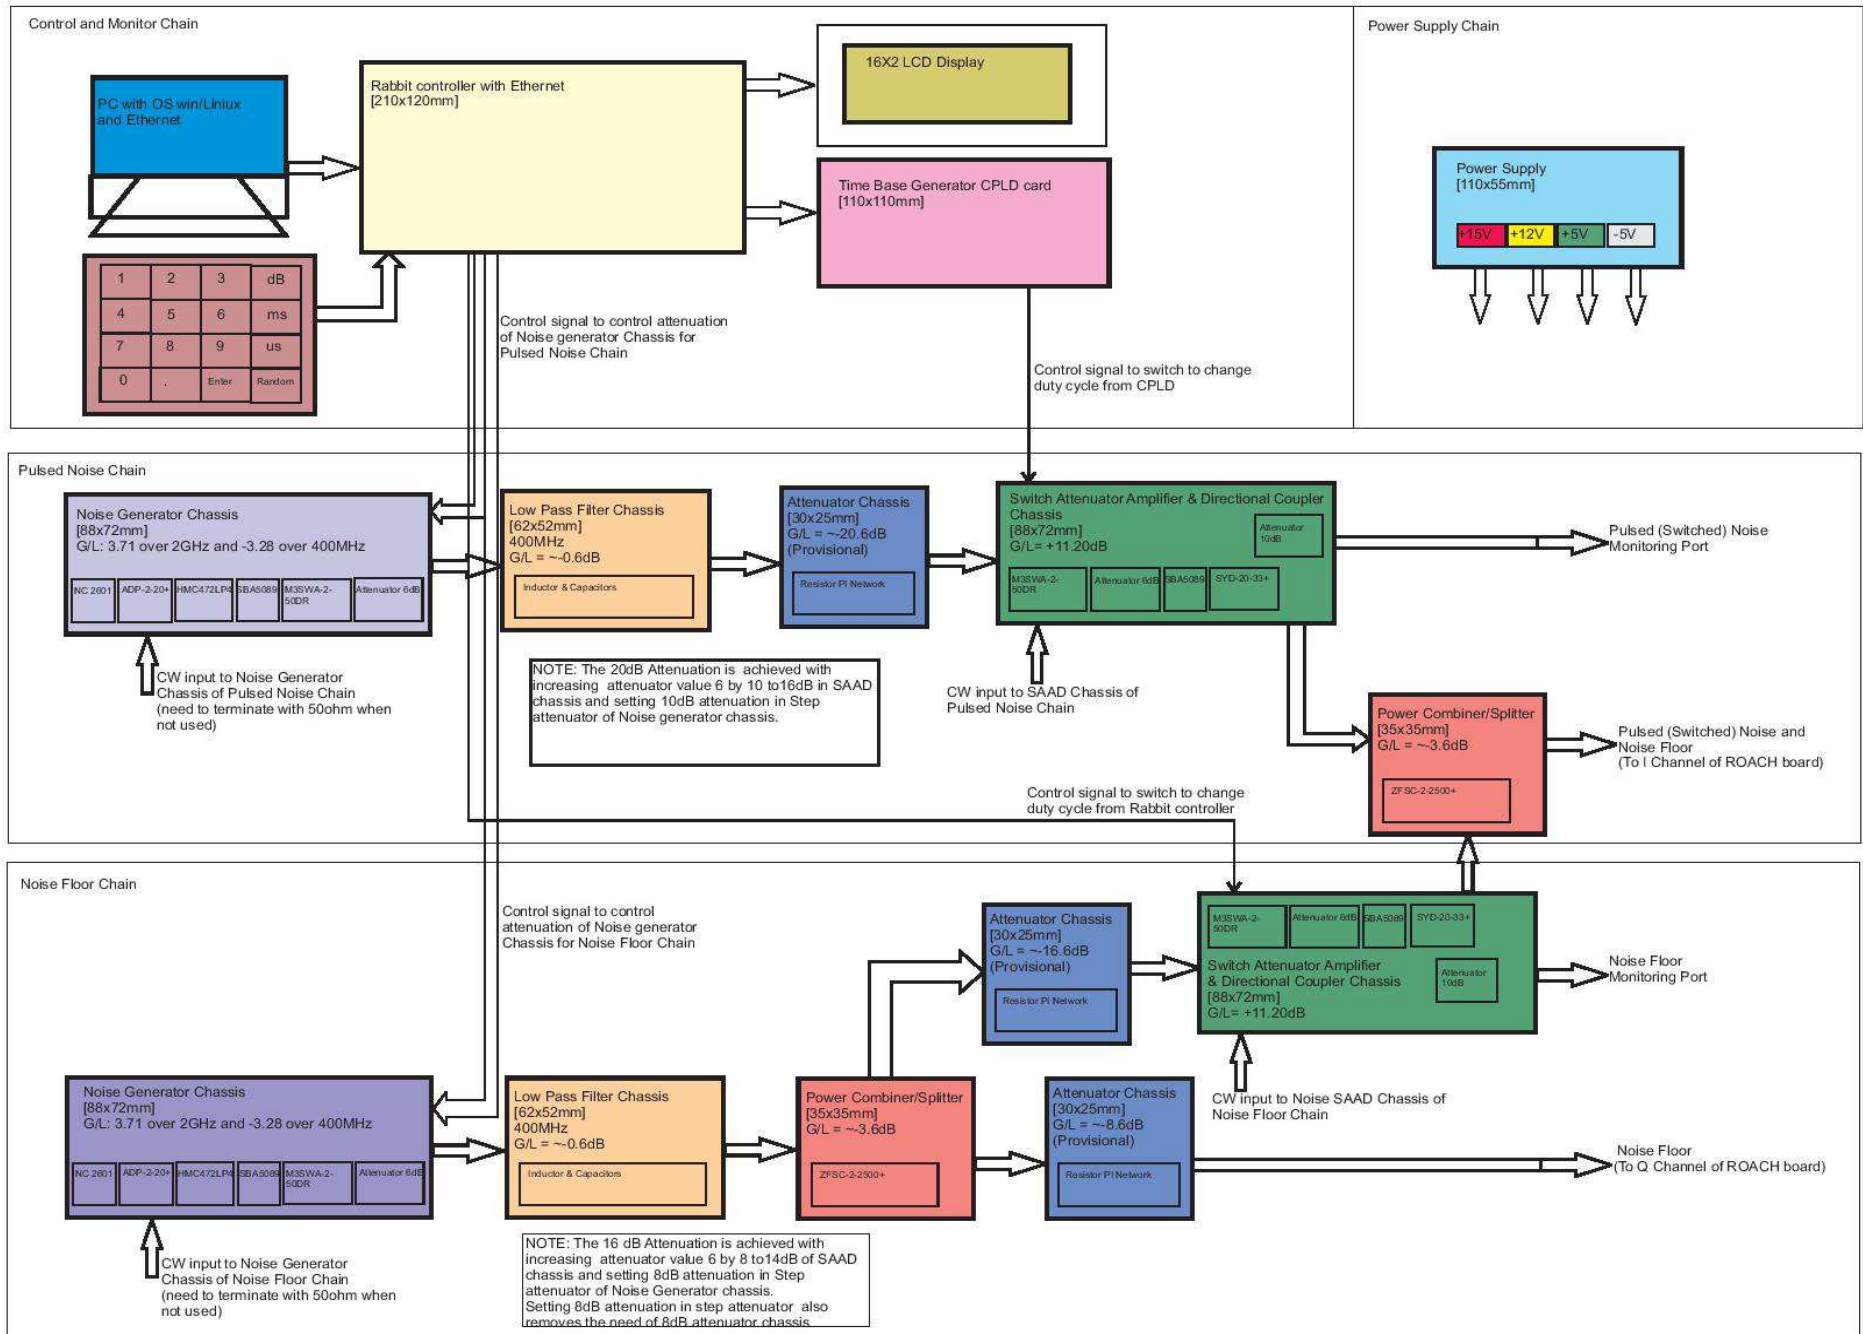 Control and Monitor Chain
Power Supply Chain
PC with OS win/Liniux
and Ethernet
Rabbit controller with Ethernet
[210x120mm]
16X2 LCD Display
Time Base Generator CPLD card
[110x110mm]
Power Supply
[110x55mm]
+15V
+12V
+5V
-5V
1
2
3
dB
4
5
6
ms
7
8
9
us
0
.
Enter
Random
Control signal to control attenuation
of Noise generator Chassis for
Pulsed Noise Chain
Control signal to switch to change
duty cycle from CPLD
Pulsed Noise Chain
Noise Generator Chassis
[88x72mm]
G/L: 3.71 over 2GHz and -3.28 over 400MHz
NC 2601
ADP-2-20+
HMC472LP4
SBA5089
M3SWA-2-
50DR
Attenuator 6dB
CW input to Noise Generator
Chassis of Pulsed Noise Chain
(need to terminate with 50ohm when
not used)
Low Pass Filter Chassis
[62x52mm]
400MHz
G/L = ~-0.6dB
Inductor & Capacitors
Attenuator Chassis
[30x25mm]
G/L = ~-20.6dB
(Provisional)
Resistor PI Network
Switch Attenuator Amplifier & Directional Coupler
Chassis
[88x72mm]
G/L= +11.20dB
Attenuator
10dB
M3SWA-2-
50DR
Attenuator 6dB
SBA5089
SYD-20-33+
Pulsed (Switched) Noise
Monitoring Port
NOTE: The 20dB Attenuation is achieved with
increasing attenuator value 6 by 10 to16dB in SAAD
chassis and setting 10dB attenuation in Step
attenuator of Noise generator chassis.
CW input to SAAD Chassis of
Pulsed Noise Chain
Power Combiner/Splitter
[35x35mm]
G/L = ~-3.6dB
ZFSC-2-2500+
Pulsed (Switched) Noise and
Noise Floor
(To I Channel of ROACH board)
Control signal to switch to change
duty cycle from Rabbit controller
Noise Floor Chain
Control signal to control
attenuation of Noise generator
Chassis for Noise Floor Chain
Attenuator Chassis
[30x25mm]
G/L = ~-16.6dB
(Provisional)
Resistor PI Network
M3SWA-2-
50DR
Attenuator 6dB
SBA5089
SYD-20-33+
Switch Attenuator Amplifier
& Directional Coupler Chassis
[88x72mm]
G/L= +11.20dB
Attenuator
10dB
Noise Floor
Monitoring Port
Noise Generator Chassis
[88x72mm]
G/L: 3.71 over 2GHz and -3.28 over 400MHz
NC 2601
ADP-2-20+
HMC472LP4
SBA5089
M3SWA-2-
50DR
Attenuator 6dB
Low Pass Filter Chassis
[62x52mm]
400MHz
G/L = ~-0.6dB
Inductor & Capacitors
Power Combiner/Splitter
[35x35mm]
G/L = ~-3.6dB
ZFSC-2-2500+
Attenuator Chassis
[30x25mm]
G/L = ~-8.6dB
(Provisional)
Resistor PI Network
CW input to Noise SAAD Chassis of
Noise Floor Chain
Noise Floor
(To Q Channel of ROACH board)
CW input to Noise Generator
Chassis of Noise Floor Chain
(need to terminate with 50ohm when
not used)
NOTE: The 16 dB Attenuation is achieved with
increasing attenuator value 6 by 8 to14dB of SAAD
chassis and setting 8dB attenuation in Step
attenuator of Noise Generator chassis.
Setting 8dB attenuation in step attenuator also
removes the need of 8dB attenuator chassis